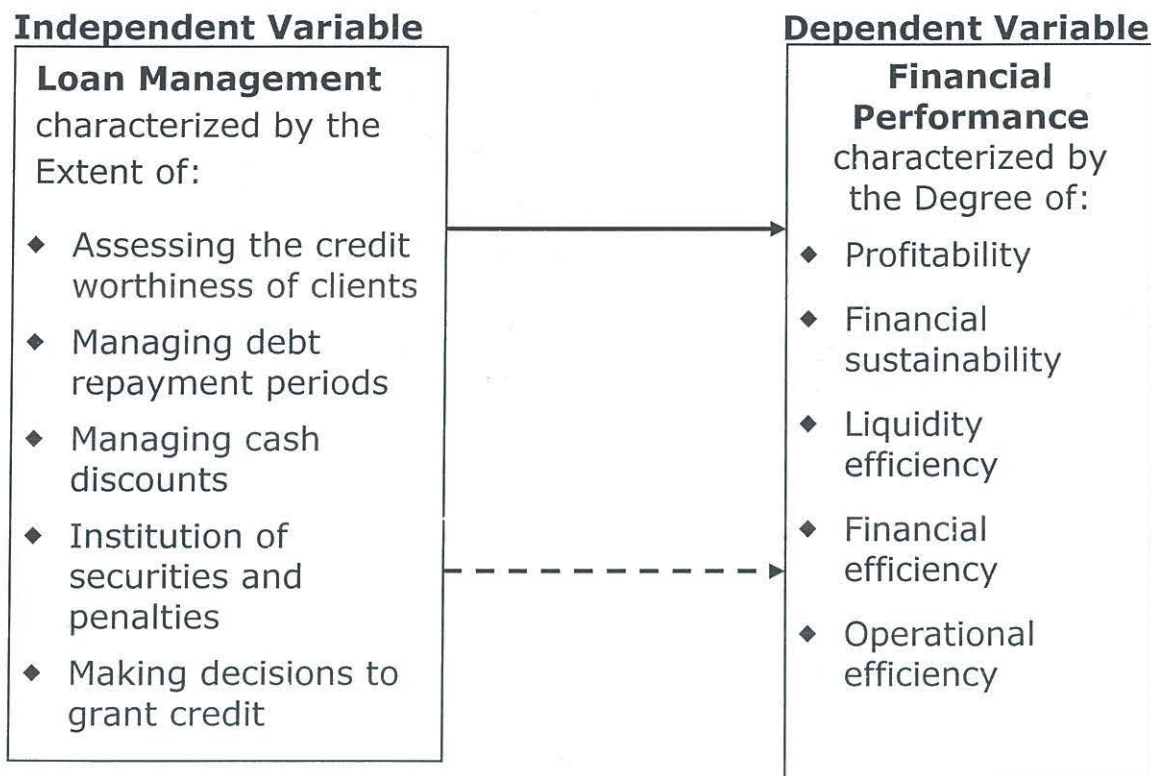 Independent Variable
Loan Management
characterized by the
Extent of:
◆ Assessing the credit
worthiness of clients
◆ Managing debt
repayment periods
◆ Managing cash
discounts
◆ Institution of
securities and
penalties
◆ Making decisions to
grant credit
Dependent Variable
Financial
Performance
characterized by
the Degree of:
◆ Profitability
◆ Financial
sustainability
◆ Liquidity
efficiency
◆ Financial
efficiency
◆ Operational
efficiency